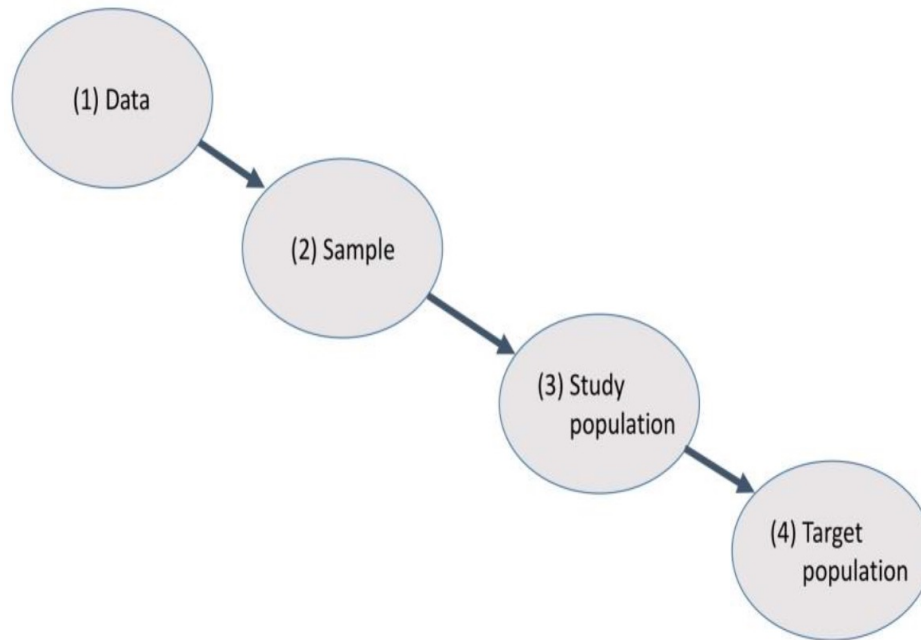 (1) Data
(2) Sample
(3) Study
population
(4) Target
population